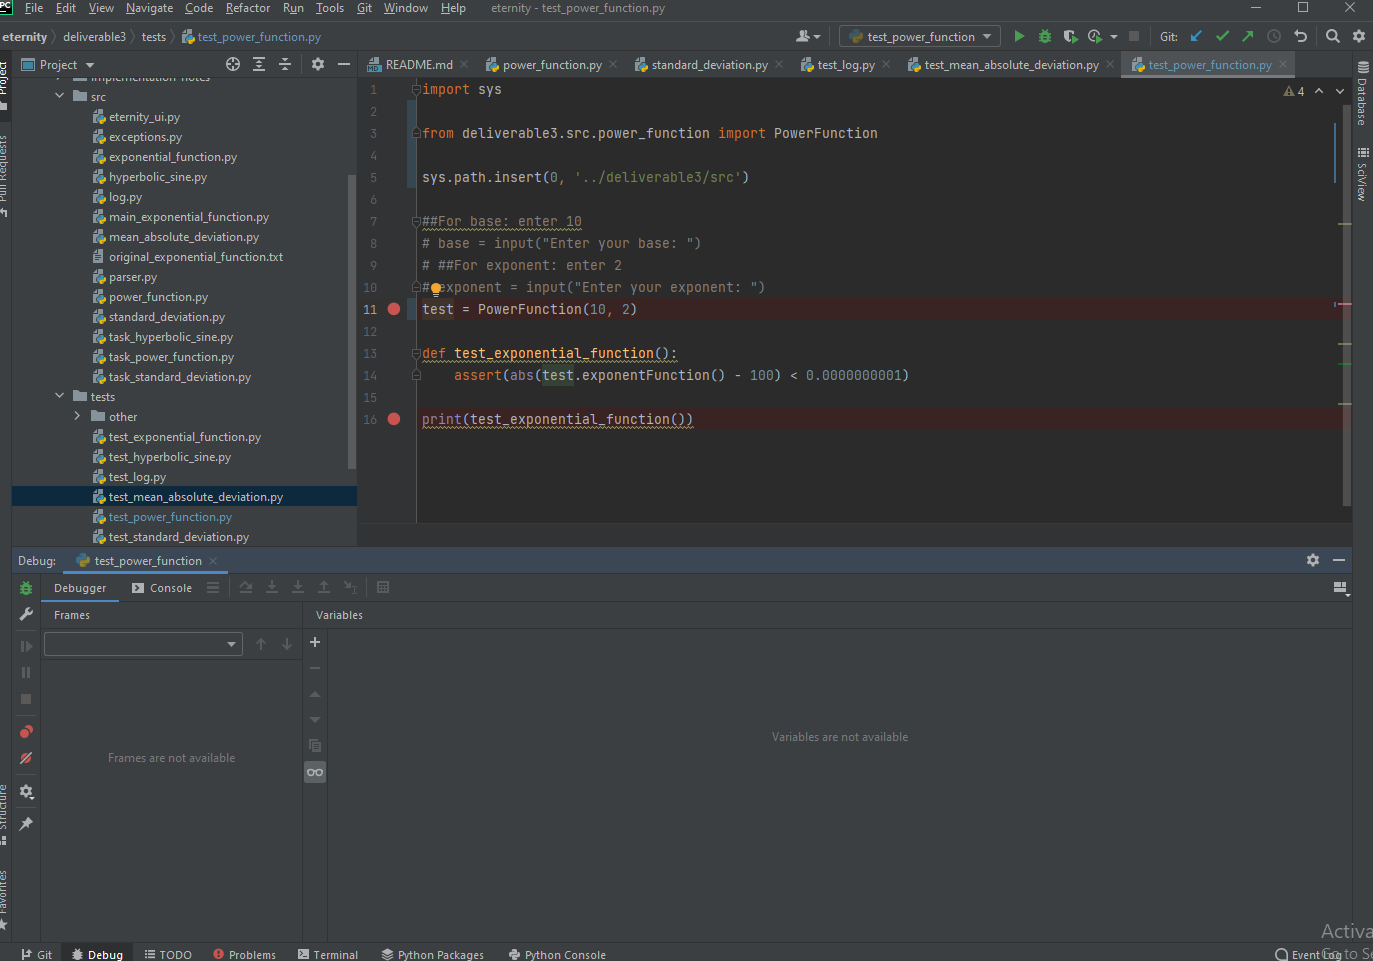 PC File Edit View Navigate Code Refactor Run Tools Git Window Help eternity - test_power_function.py
eternity deliverable3 tests test_power_function.py test_power_function Git:
Project
README.md power_function.py standard_deviation.py test_log.py test_mean_absolute_deviation.py test_power_function.py
Project
Pull Requests
Structure
Favorites
Database
SciView
implementation notes
src
eternity_ui.py
exceptions.py
exponential_function.py
hyperbolic_sine.py
log.py
main_exponential_function.py
mean_absolute_deviation.py
original_exponential_function.txt
parser.py
power_function.py
standard_deviation.py
task_hyperbolic_sine.py
task_power_function.py
task_standard_deviation.py
tests
other
test_exponential_function.py
test_hyperbolic_sine.py
test_log.py
test_mean_absolute_deviation.py
test_power_function.py
test_standard_deviation.py
4
1 import sys
2
3 from deliverable3.src.power_function import PowerFunction
4
5 sys.path.insert(0, '../deliverable3/src')
6
7 ##For base: enter 10
8 # base = input("Enter your base: ")
9 # ##For exponent: enter 2
10 # exponent = input("Enter your exponent: ")
11 test = PowerFunction(10, 2)
12
13 def test_exponential_function():
14 assert(abs(test.exponentFunction() - 100) < 0.0000000001)
15
16 print(test_exponential_function())
Debug: test_power_function
Debugger Console
Frames Variables
Frames are not available
Variables are not available
Activa
Go to Se
Git Debug TODO Problems Terminal Python Packages Python Console Event Log